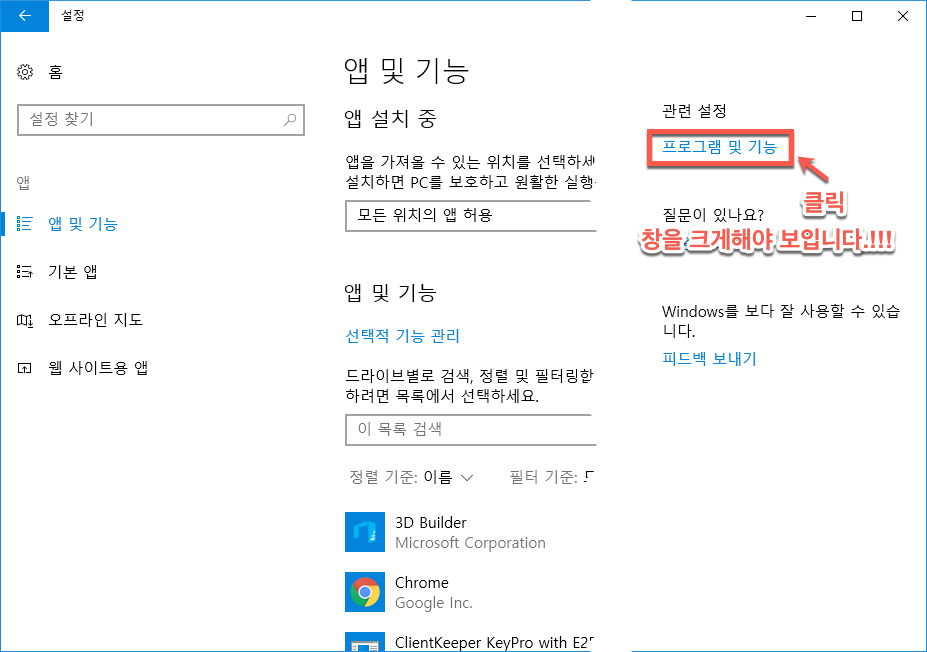 설정
홈
설정 찾기
앱
앱 및 기능
기본 앱
오프라인 지도
웹 사이트용 앱
앱 및 기능
앱 설치 중
앱을 가져올 수 있는 위치를 선택하세
설치하면 PC를 보호하고 원활한 실행
모든 위치의 앱 허용
앱 및 기능
선택적 기능 관리
드라이브별로 검색, 정렬 및 필터링한
하려면 목록에서 선택하세요.
이 목록 검색
정렬 기준: 이름
필터 기준:
3D Builder
Microsoft Corporation
Chrome
Google Inc.
ClientKeeper KeyPro with E2
관련 설정
프로그램 및 기능
클릭
질문이 있나요?
창을 크게해야 보입니다.!!!!
Windows를 보다 잘 사용할 수 있습
니다.
피드백 보내기